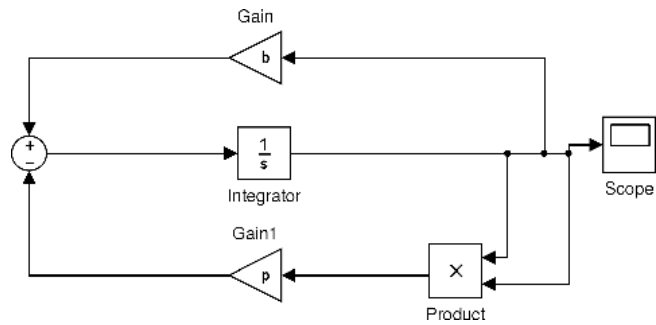 Gain
b
+
−
1
s
Integrator
Scope
Gain1
p
×
Product